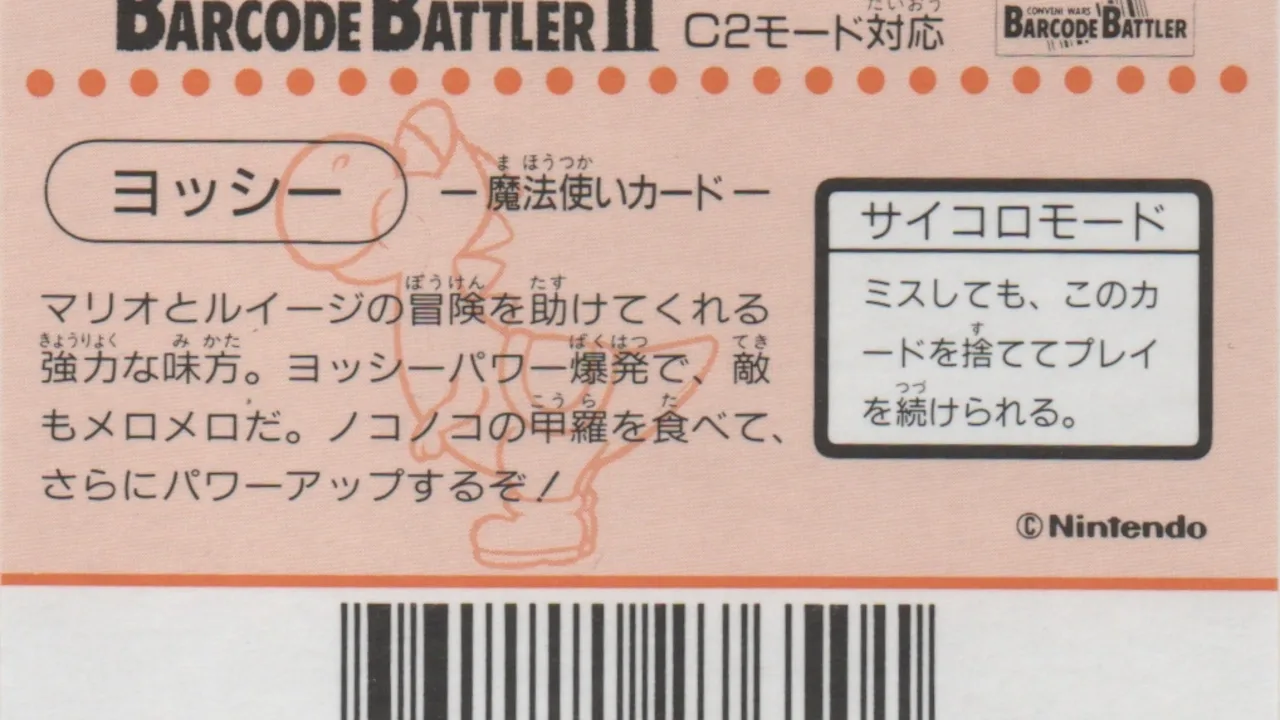 BARCODE BATTLER II C2モード対応
CONVENI WARS
BARCODE BATTLER
ヨッシー
ー魔法使いカードー
マリオとルイージの冒険を助けてくれる
強力な味方。ヨッシーパワー爆発で、敵
もメロメロだ。ノコノコの甲羅を食べて、
さらにパワーアップするぞ!
サイコロモード
ミスしても、このカ
ードを捨ててプレイ
を続けられる。
©Nintendo